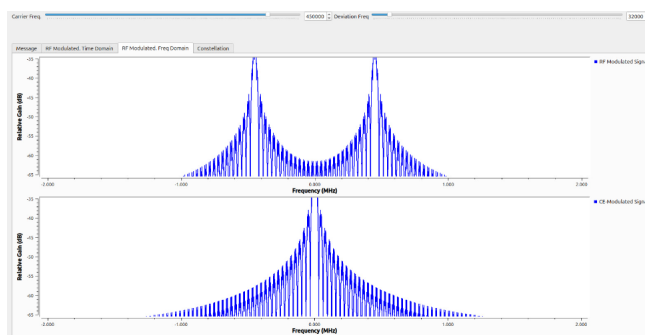 Carrier Freq. 450000 Deviation Freq 32000
Message RF Modulated. Time Domain RF Modulated. Freq Domain Constellation
RF Modulated Signa
Relative Gain (dB)
-35
-40
-45
-50
-55
-60
-65
-2.000 -1.000 0.000 1.000 2.000
Frequency (MHz)
CE-Modulated Signa
Relative Gain (dB)
-35
-40
-45
-50
-55
-60
-65
-2.000 -1.000 0.000 1.000 2.000
Frequency (MHz)